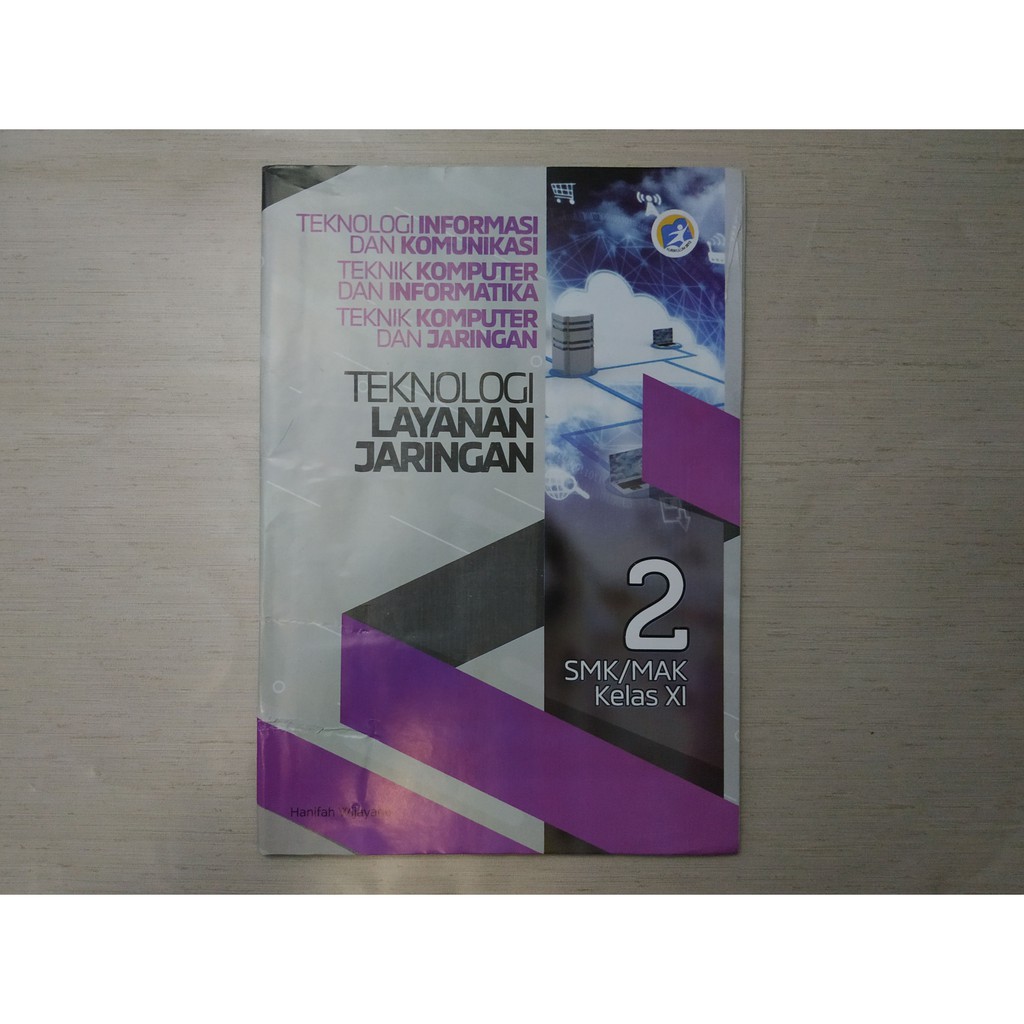 TEKNOLOGI INFORMASI
DAN KOMUNIKASI
TEKNIK KOMPUTER
DAN INFORMATIKA
TEKNIK KOMPUTER
DAN JARINGAN
TEKNOLOGI
LAYANAN
JARINGAN
2
SMK/MAK
Kelas XI
Hanifah